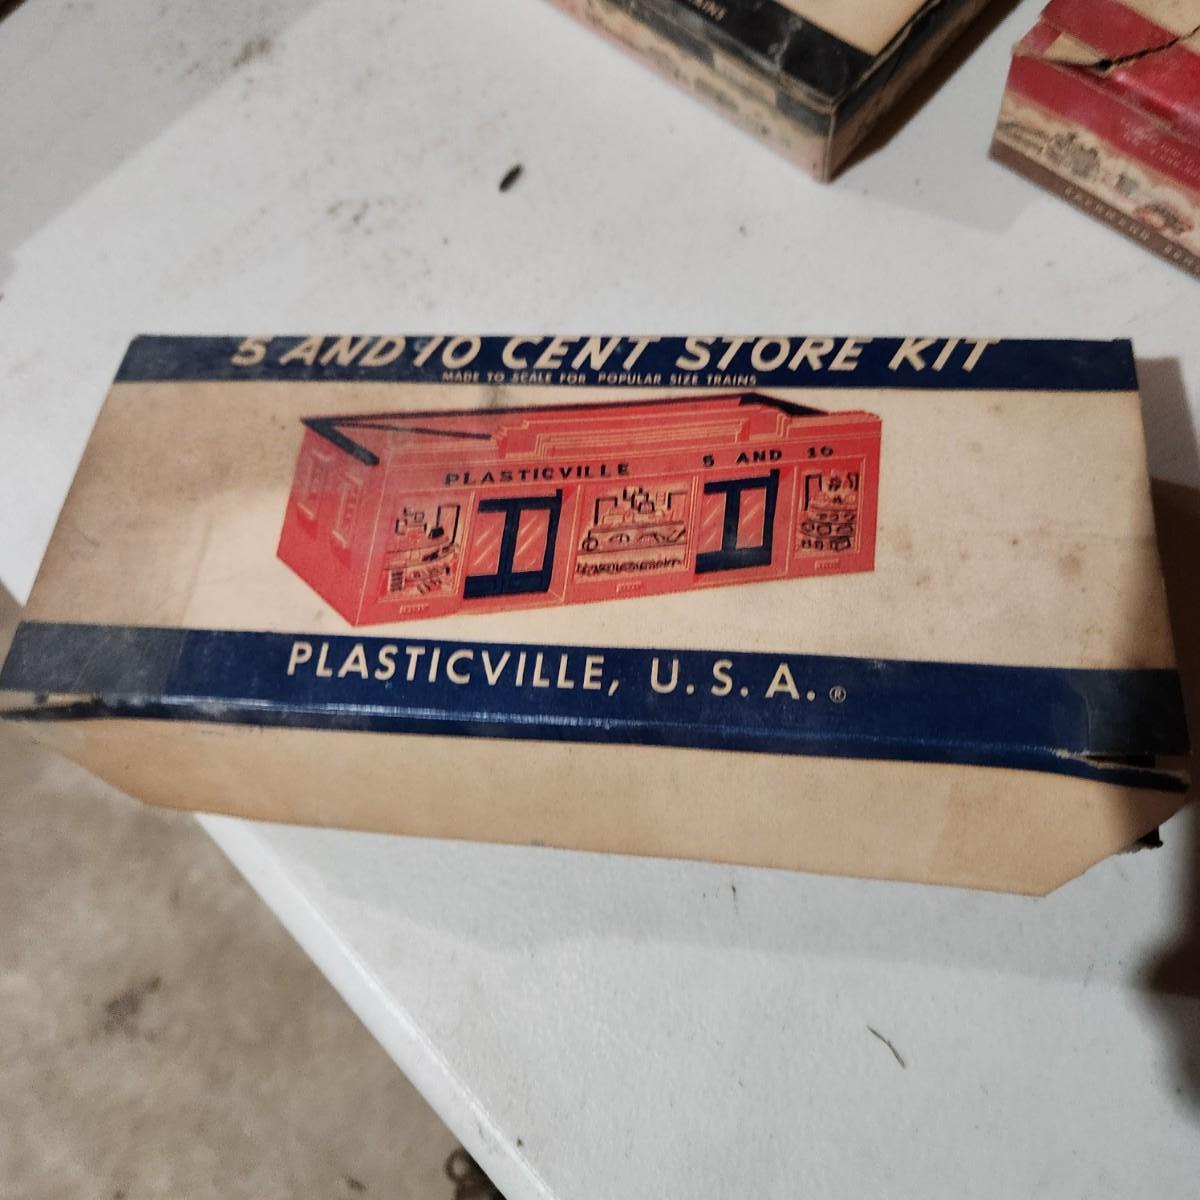 5 AND 10 CENT STORE KIT
MADE TO SCALE FOR POPULAR SIZE TRAINS
PLASTICVILLE 5 AND 10
PLASTICVILLE, U.S.A.®